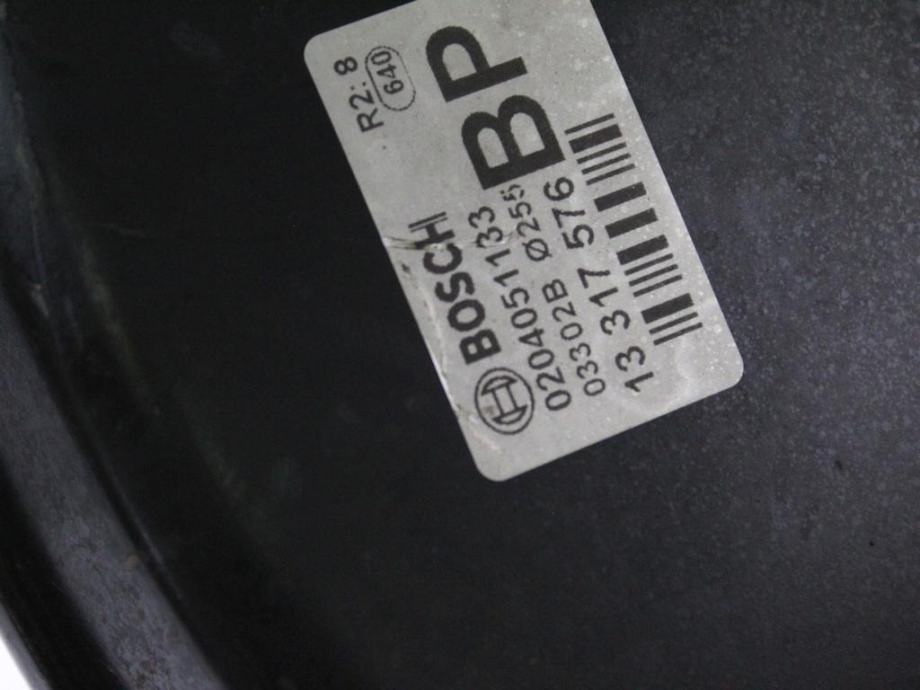 BOSCH
0204051133
03302B Ø255
13 317 576
BP
R2:8
640